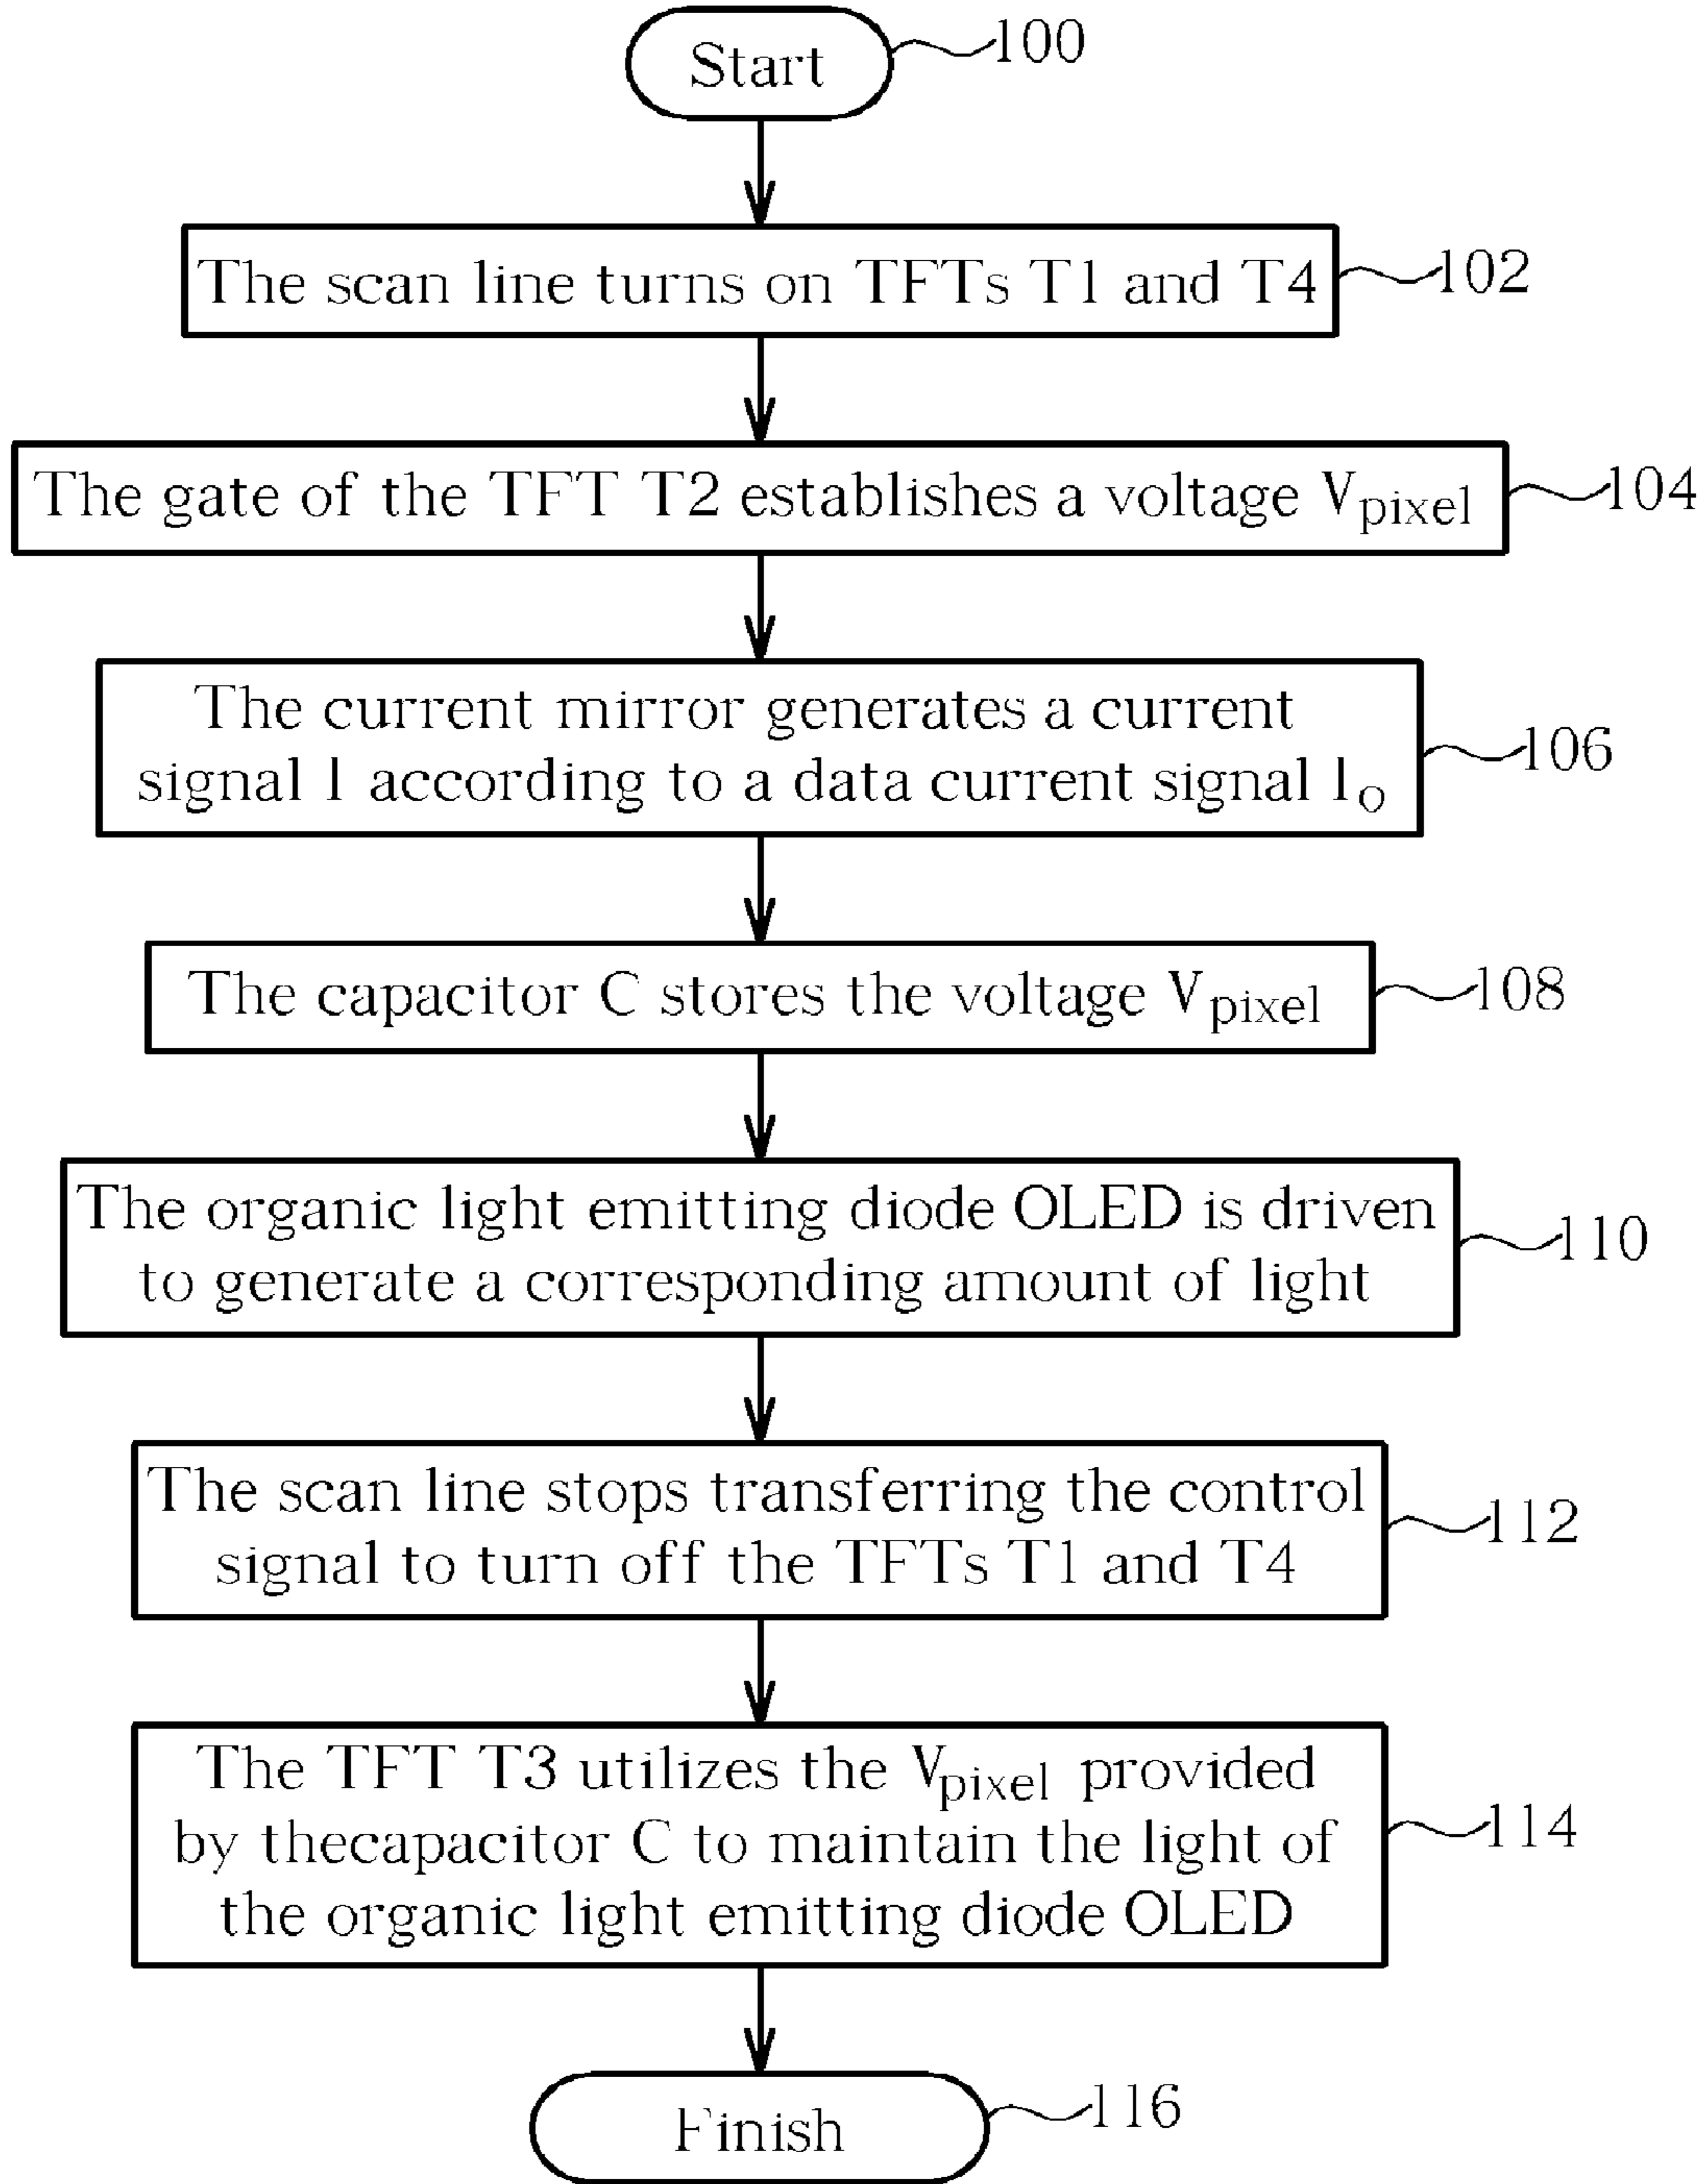 Start
100
The scan line turns on TFTs T1 and T4
102
The gate of the TFT T2 establishes a voltage Vpixel
104
The current mirror generates a current
signal I according to a data current signal Io
106
The capacitor C stores the voltage Vpixel
108
The organic light emitting diode OLED is driven
to generate a corresponding amount of light
110
The scan line stops transferring the control
signal to turn off the TFTs T1 and T4
112
The TFT T3 utilizes the Vpixel provided
by thecapacitor C to maintain the light of
the organic light emitting diode OLED
114
Finish
116